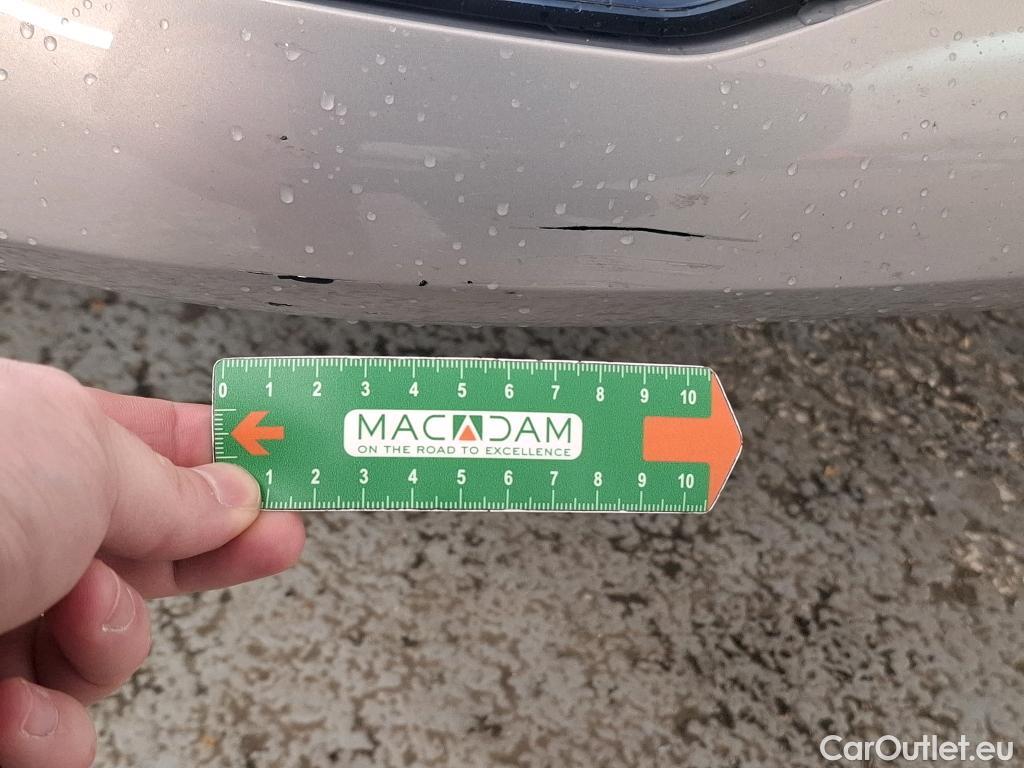 0 1 2 3 4 5 6 7 8 9 10
MACADAM
ON THE ROAD TO EXCELLENCE
1 2 3 4 5 6 7 8 9 10
CarOutlet.eu